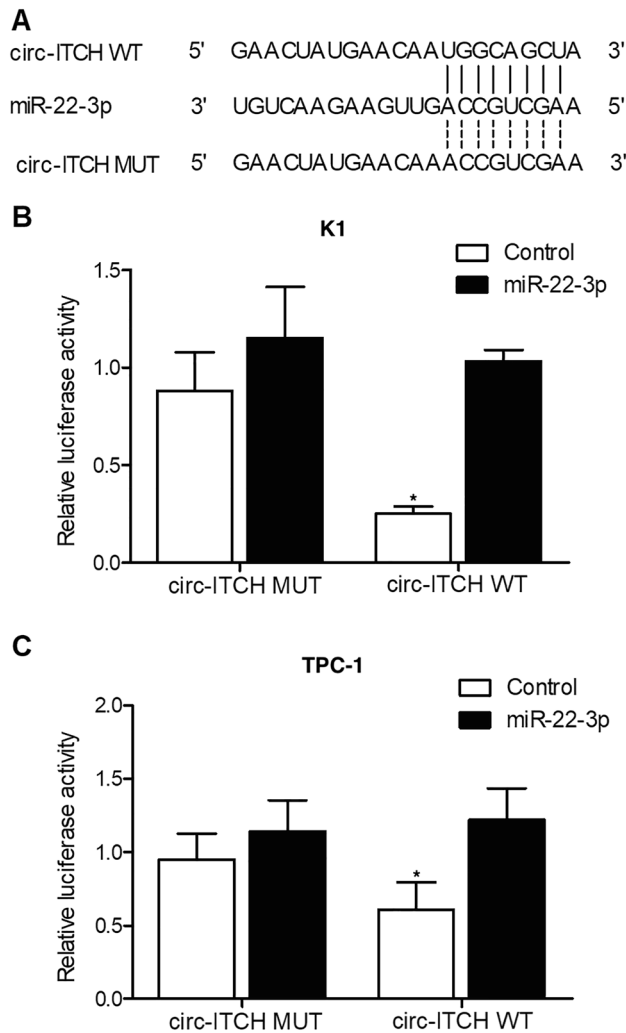 A
circ-ITCH WT 5' GAACUAUGAACAAUGGCAGCUA 3'
miR-22-3p 3' UGUCAAGAAGUUGACCGUCGAA 5'
circ-ITCH MUT 5' GAACUAUGAACAAACCGUCGAA 3'
B
K1
Control
miR-22-3p
Relative luciferase activity
1.5
1.0
0.5
0.0
*
circ-ITCH MUT circ-ITCH WT
C
TPC-1
Control
miR-22-3p
Relative luciferase activity
2.0
1.5
1.0
0.5
0.0
*
circ-ITCH MUT circ-ITCH WT